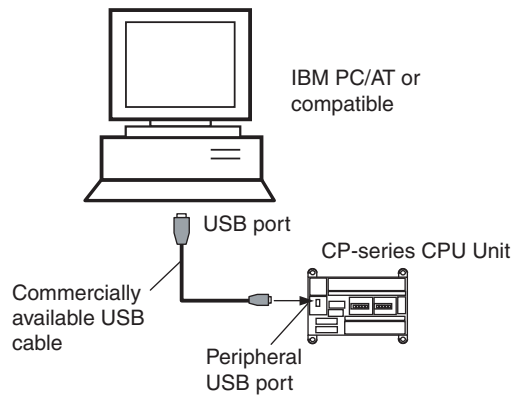 IBM PC/AT or
compatible
USB port
CP-series CPU Unit
Commercially
available USB
cable
Peripheral
USB port